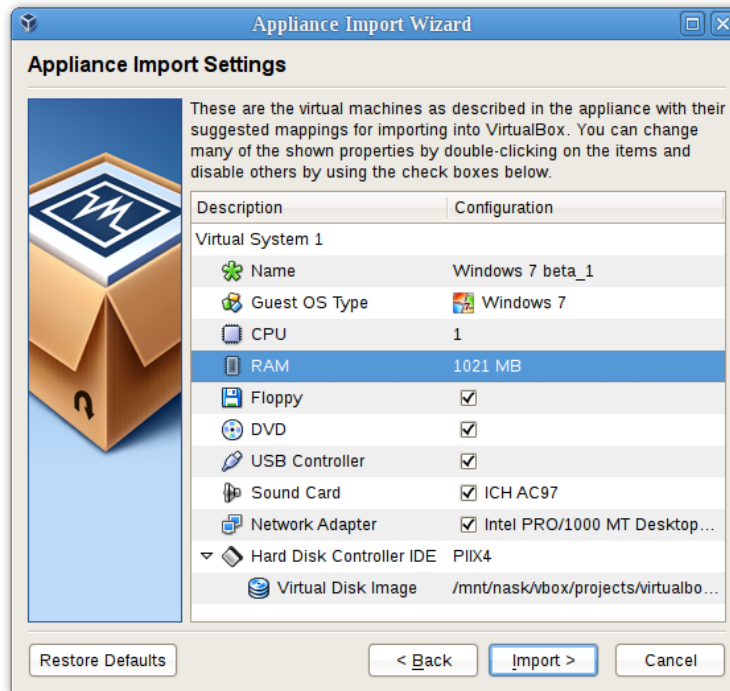 Appliance Import Wizard
Appliance Import Settings
These are the virtual machines as described in the appliance with their
suggested mappings for importing into VirtualBox. You can change
many of the shown properties by double-clicking on the items and
disable others by using the check boxes below.
Description Configuration
Virtual System 1
Name Windows 7 beta_1
Guest OS Type Windows 7
CPU 1
RAM 1021 MB
Floppy
DVD
USB Controller
Sound Card ICH AC97
Network Adapter Intel PRO/1000 MT Desktop...
Hard Disk Controller IDE PIIX4
Virtual Disk Image /mnt/nask/vbox/projects/virtualbo...
Restore Defaults < Back Import > Cancel